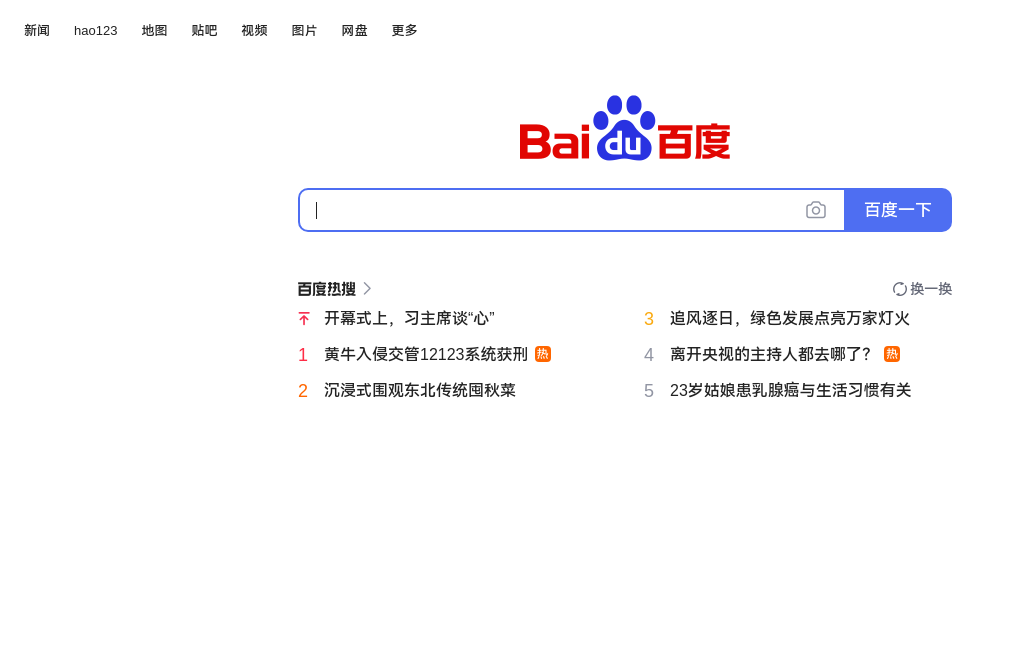 新闻 hao123 地图 贴吧 视频 图片 网盘 更多
Bai du 百度
百度一下
百度热搜
换一换
开幕式上，习主席谈“心”
1 黄牛入侵交管12123系统获刑 热
2 沉浸式围观东北传统囤秋菜
3 追风逐日，绿色发展点亮万家灯火
4 离开央视的主持人都去哪了？ 热
5 23岁姑娘患乳腺癌与生活习惯有关